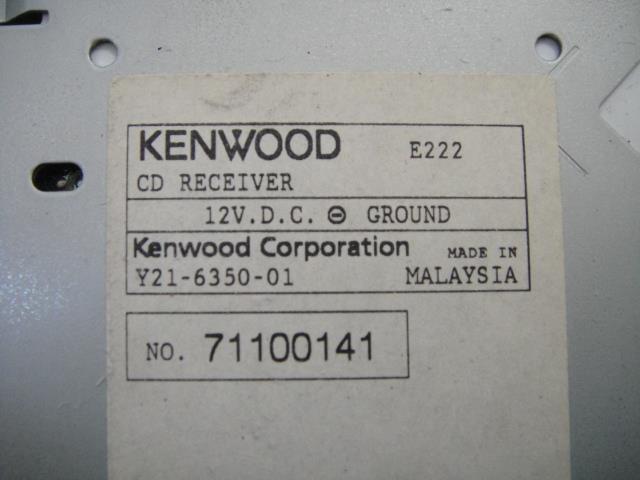 KENWOOD E222
CD RECEIVER
12V.D.C. ⊖ GROUND
Kenwood Corporation MADE IN
Y21-6350-01 MALAYSIA
NO. 71100141